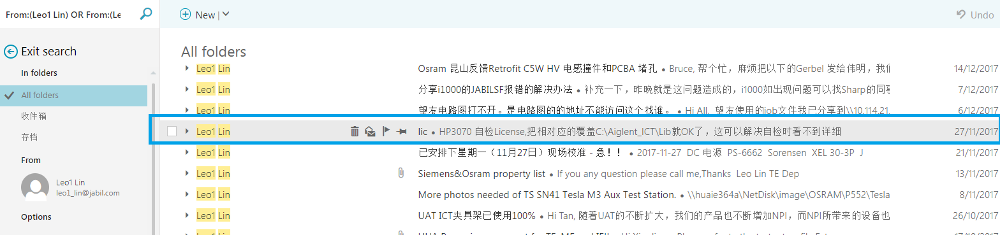 From:(Leo1 Lin) OR From:(Le
New | Undo
Exit search
All folders
In folders
All folders
收件箱
存档
From
Leo1 Lin
leo1_lin@jabil.com
Options
Leo1 Lin Osram 昆山反馈Retrofit C5W HV 电感撞件和PCBA 堵孔 • Bruce, 帮个忙，麻烦把以下的Gerbel 发给伟明，我们 14/12/2017
Leo1 Lin 分享i1000的JABILSF报错的解决办法 • 补充一下，昨晚就是这问题造成的，i1000如出现问题可以找Sharp的同事 7/12/2017
Leo1 Lin 望友电路图打不开。是电路图的的地址不能访问这个找谁。 • Hi All, 望友使用的job文件我已分享到\\10.114.21. 6/12/2017
Leo1 Lin lic • HP3070 自检License,把相对应的覆盖C:\Aiglent_ICT\Lib就OK了，这可以解决自检时看不到详细 27/11/2017
Leo1 Lin 已安排下星期一（11月27日）现场校准 - 急！！ • 2017-11-27 DC 电源 PS-6662 Sorensen XEL 30-3P J 21/11/2017
Leo1 Lin Siemens&Osram property list • If you any question please call me,Thanks Leo Lin TE Dep 13/11/2017
Leo1 Lin More photos needed of TS SN41 Tesla M3 Aux Test Station. • \\huaie364a\NetDisk\image\OSRAM\P552\Tesla 8/11/2017
Leo1 Lin UAT ICT夹具架已使用100% • Hi Tan, 随着UAT的不断扩大，我们的产品也不断增加NPI，而NPI所带来的设备也 26/10/2017
Leo1 Lin